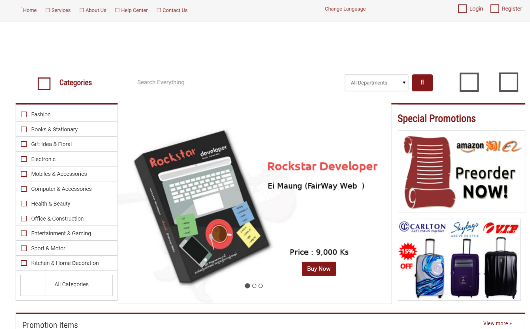 Home Services About Us Help Center Contact Us
Change Language
Login Register
Categories
Search Everything
All Departments
Fashion
Books & Stationary
Gift Idea & Floral
Electronic
Mobiles & Accessories
Computer & Accessories
Health & Beauty
Office & Construction
Entertainment & Gaming
Sport & Motor
Kitchen & Home Decoration
All Categories
Rockstar developer
Rockstar Developer
Ei Maung (FairWay Web )
Price : 9,000 Ks
Buy Now
Special Promotions
amazon
Preorder
NOW!
CARLTON Skybags VIP
15%
OFF
Promotion Items
View more +